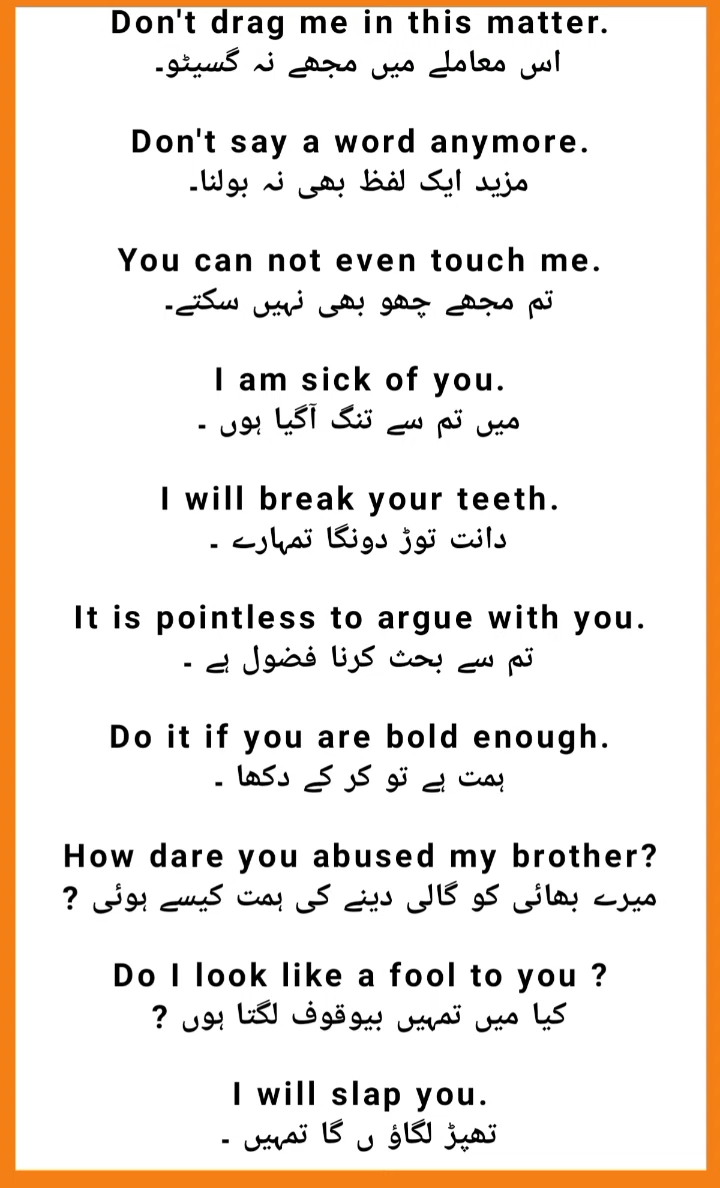 Don't drag me in this matter.
اس معاملے میں مجھے نہ گسیٹو۔
Don't say a word anymore.
مزید ایک لفظ بھی نہ بولنا۔
You can not even touch me.
تم مجھے چھو بھی نہیں سکتے۔
I am sick of you.
میں تم سے تنگ آگیا ہوں ۔
I will break your teeth.
دانت توڑ دونگا تمہارے ۔
It is pointless to argue with you.
تم سے بحث کرنا فضول ہے ۔
Do it if you are bold enough.
ہمت ہے تو کر کے دکھا ۔
How dare you abused my brother?
میرے بھائی کو گالی دینے کی ہمت کیسے ہوئی ?
Do I look like a fool to you ?
کیا میں تمہیں بیوقوف لگتا ہوں ?
I will slap you.
تھپڑ لگاؤ ں گا تمہیں ۔